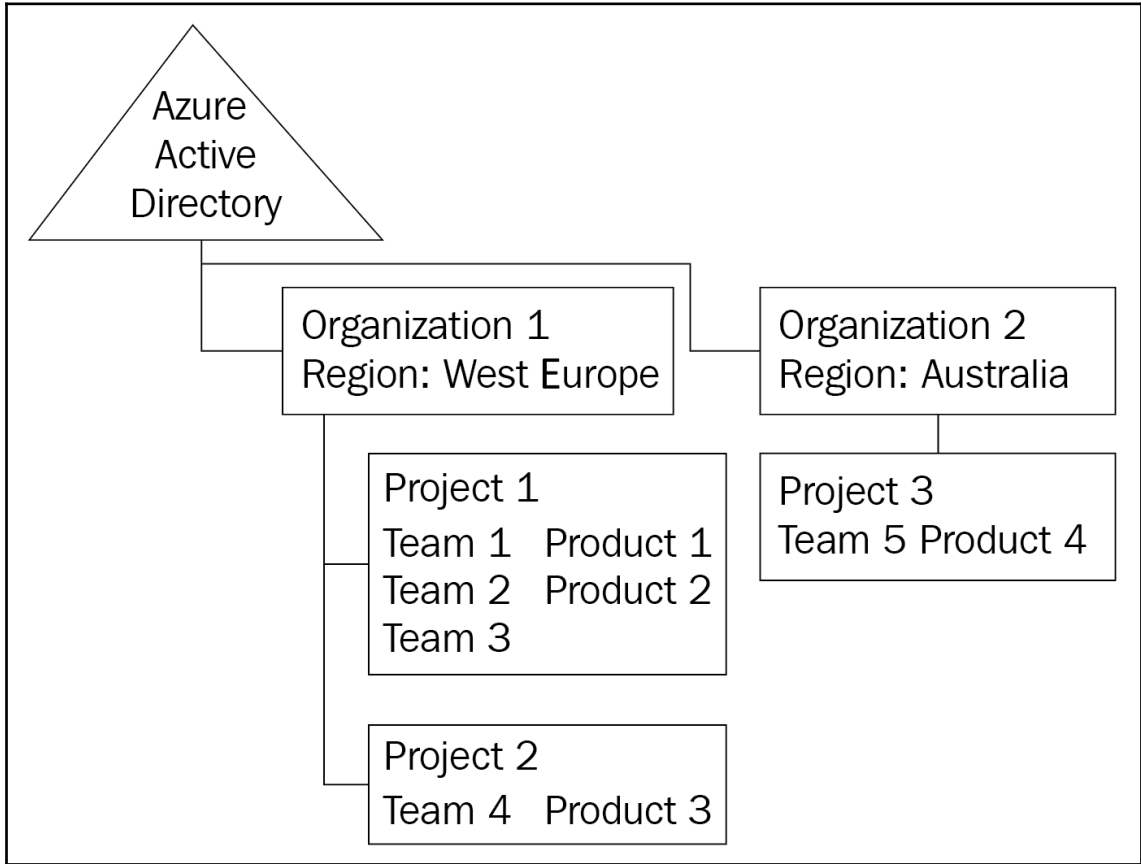 Azure
Active
Directory
Organization 1
Region: West Europe
Organization 2
Region: Australia
Project 1
Team 1 Product 1
Team 2 Product 2
Team 3
Project 3
Team 5 Product 4
Project 2
Team 4 Product 3